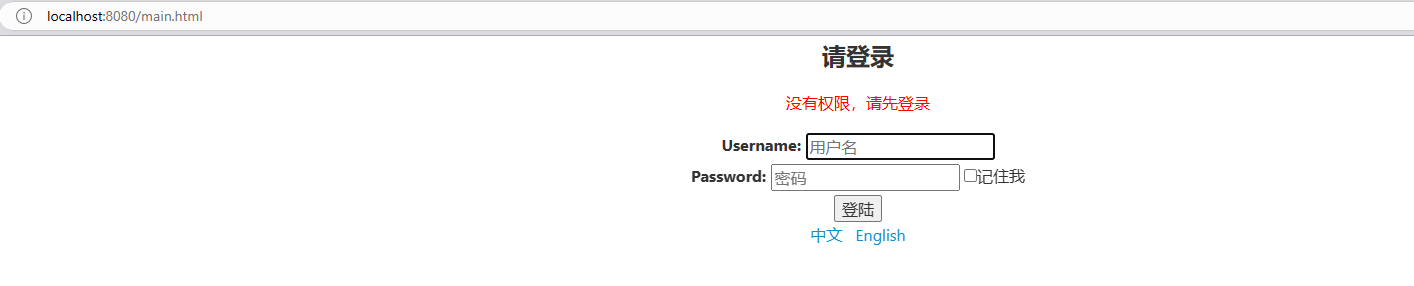 localhost:8080/main.html
请登录
没有权限，请先登录
Username: 用户名
Password: 密码 记住我
登陆
中文 English